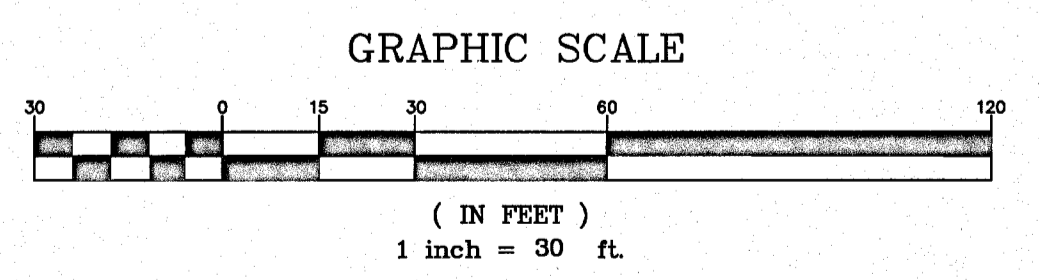 GRAPHIC SCALE
30 0 15 30 60 120
( IN FEET )
1 inch = 30 ft.